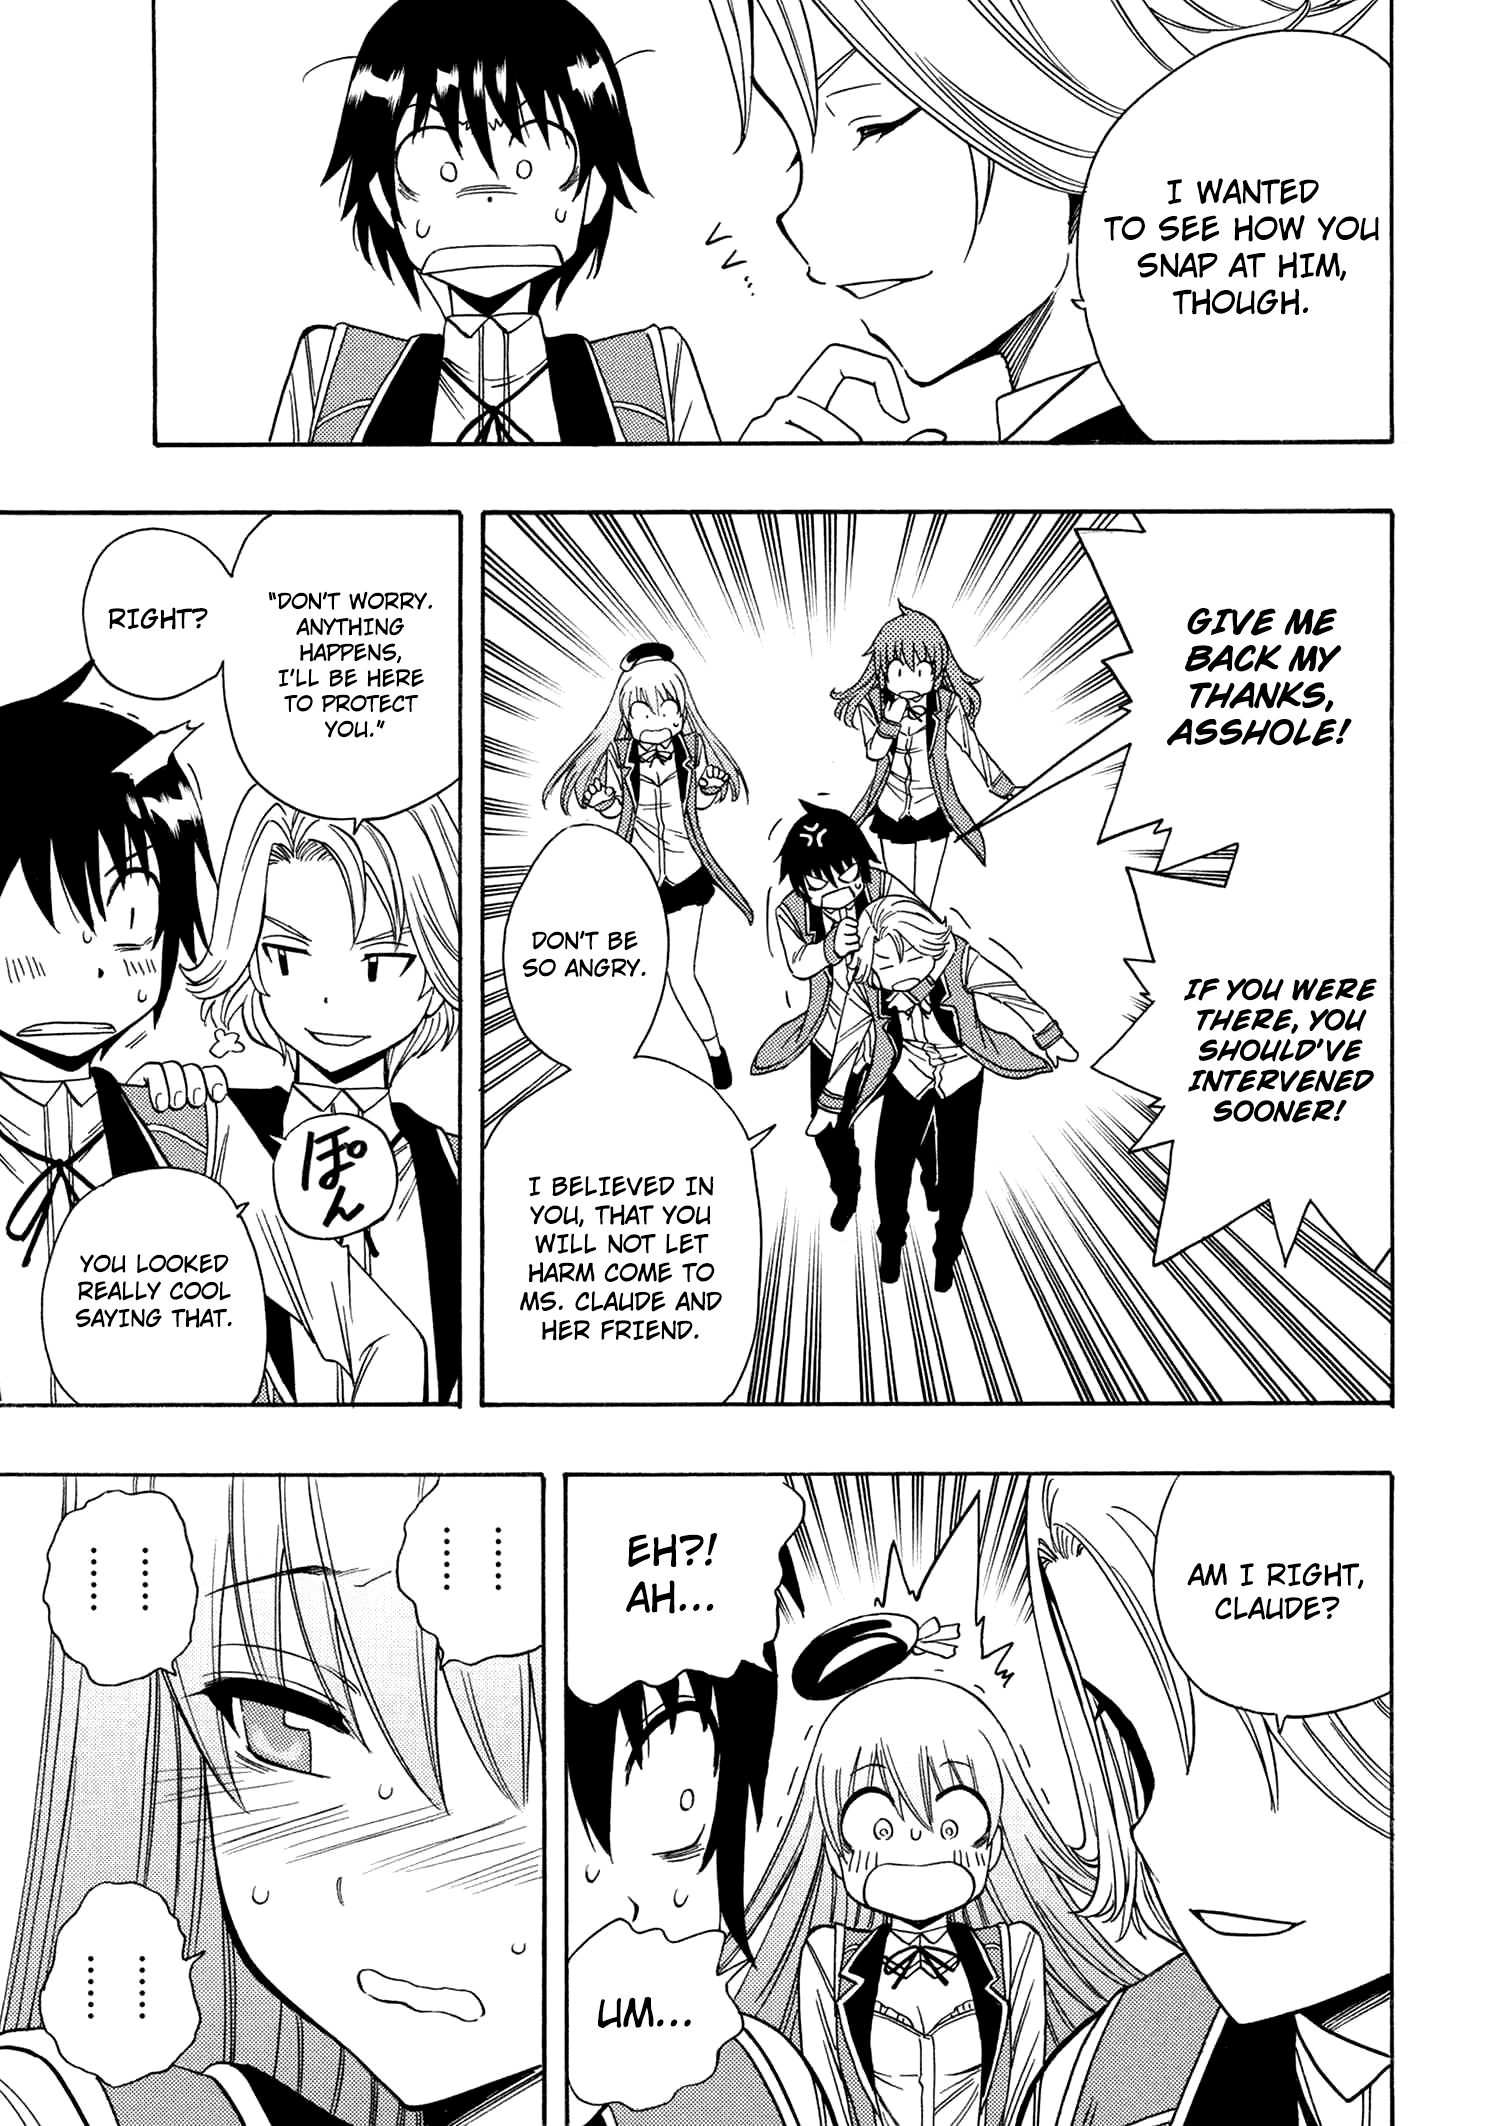 I WANTED
TO SEE HOW YOU
SNAP AT HIM,
THOUGH.
GIVE ME
BACK MY
THANKS,
ASSHOLE!
IF YOU WERE
THERE, YOU
SHOULD'VE
INTERVENED
SOONER!
DON'T BE
SO ANGRY.
I BELIEVED IN
YOU, THAT YOU
WILL NOT LET
HARM COME TO
MS. CLAUDE AND
HER FRIEND.
"DON'T WORRY.
ANYTHING
HAPPENS,
I'LL BE HERE
TO PROTECT
YOU."
RIGHT?
ぽん
YOU LOOKED
REALLY COOL
SAYING THAT.
AM I RIGHT,
CLAUDE?
EH?!
AH...
UM...
…… ……
…… ……
…… ……